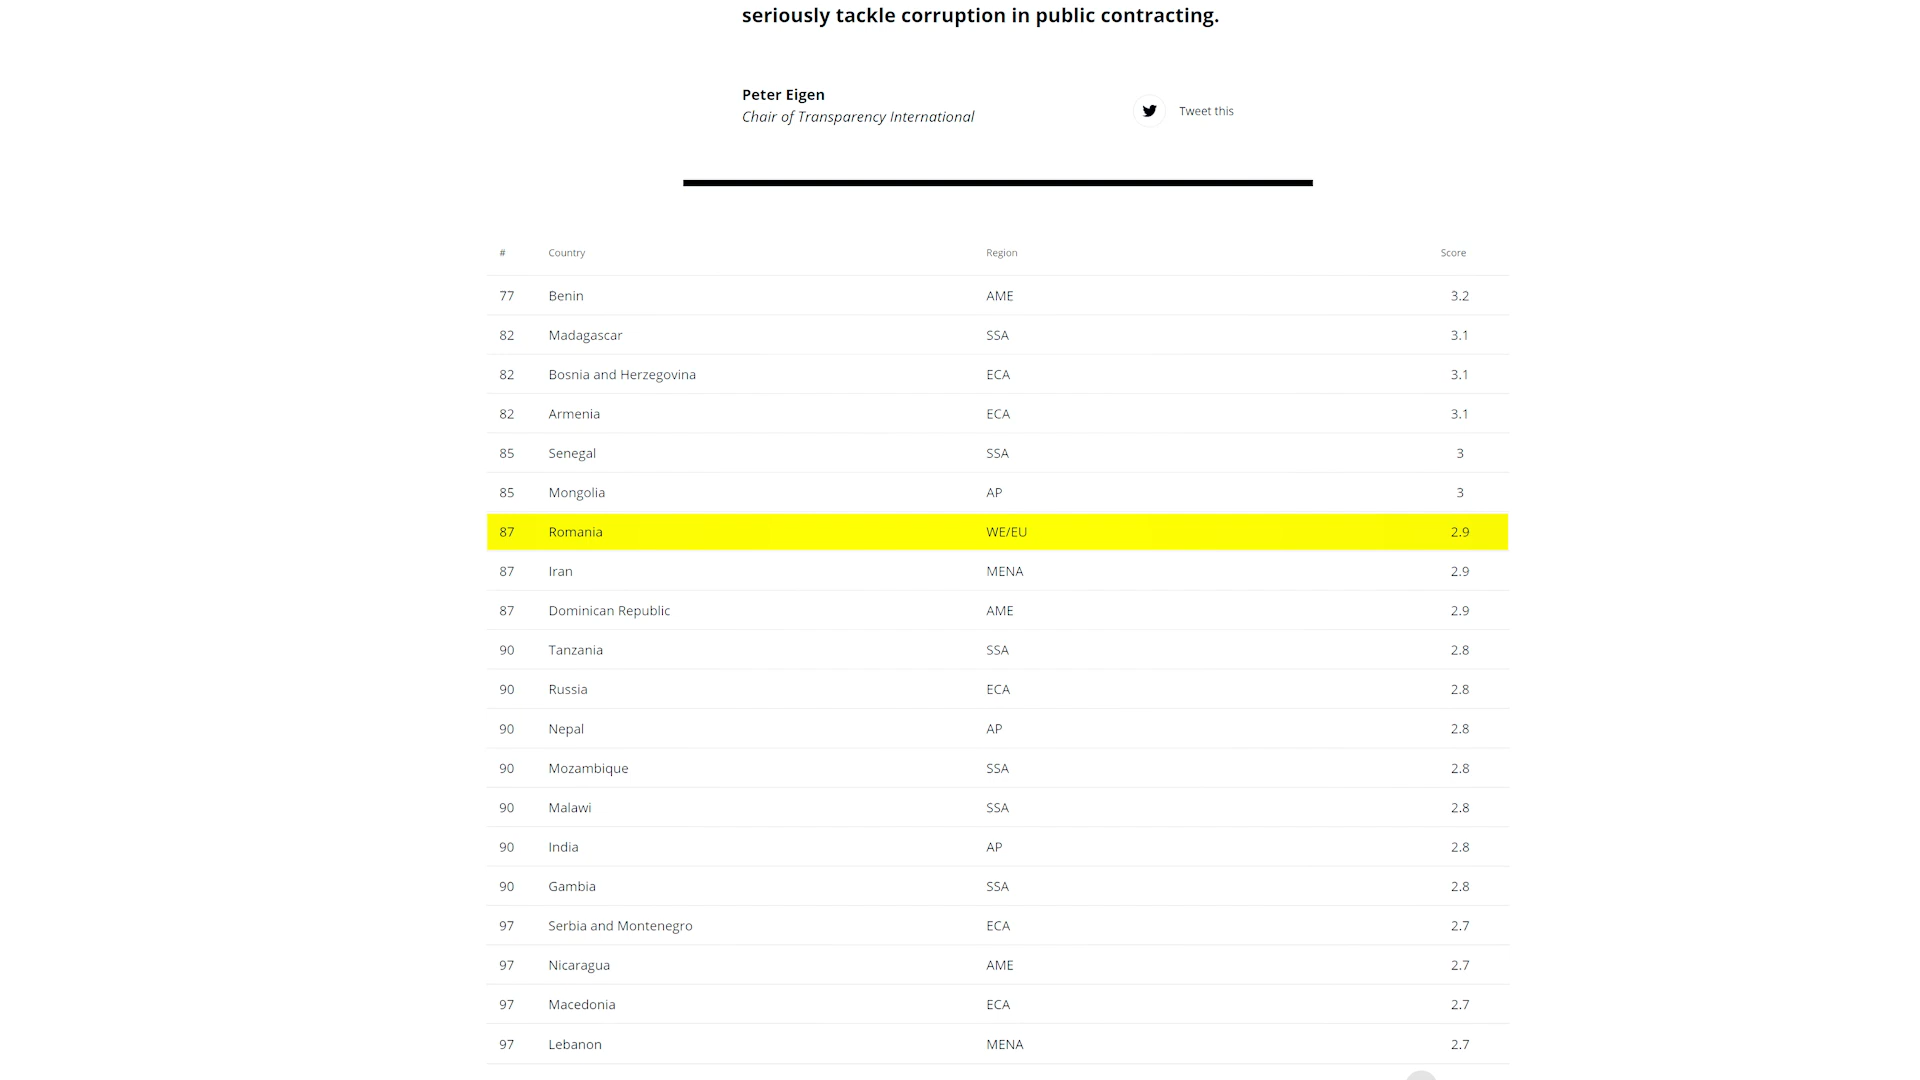 seriously tackle corruption in public contracting.
Peter Eigen
Chair of Transparency International
Tweet this
# Country Region Score
77 Benin AME 3.2
82 Madagascar SSA 3.1
82 Bosnia and Herzegovina ECA 3.1
82 Armenia ECA 3.1
85 Senegal SSA 3
85 Mongolia AP 3
87 Romania WE/EU 2.9
87 Iran MENA 2.9
87 Dominican Republic AME 2.9
90 Tanzania SSA 2.8
90 Russia ECA 2.8
90 Nepal AP 2.8
90 Mozambique SSA 2.8
90 Malawi SSA 2.8
90 India AP 2.8
90 Gambia SSA 2.8
97 Serbia and Montenegro ECA 2.7
97 Nicaragua AME 2.7
97 Macedonia ECA 2.7
97 Lebanon MENA 2.7